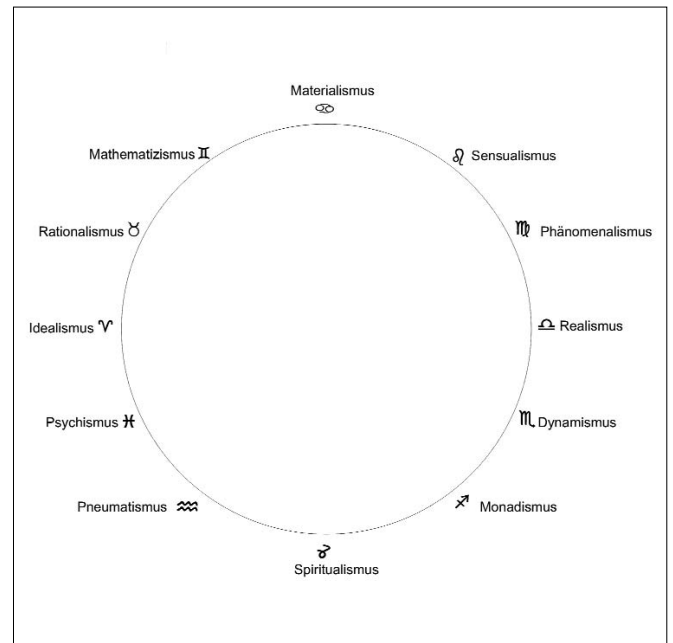 Materialismus
♋
Mathematizismus ♊
♌ Sensualismus
Rationalismus ♉
♍ Phänomenalismus
Idealismus ♈
♎ Realismus
Psychismus ♓
♏ Dynamismus
Pneumatismus ♒
♐ Monadismus
♑
Spiritualismus